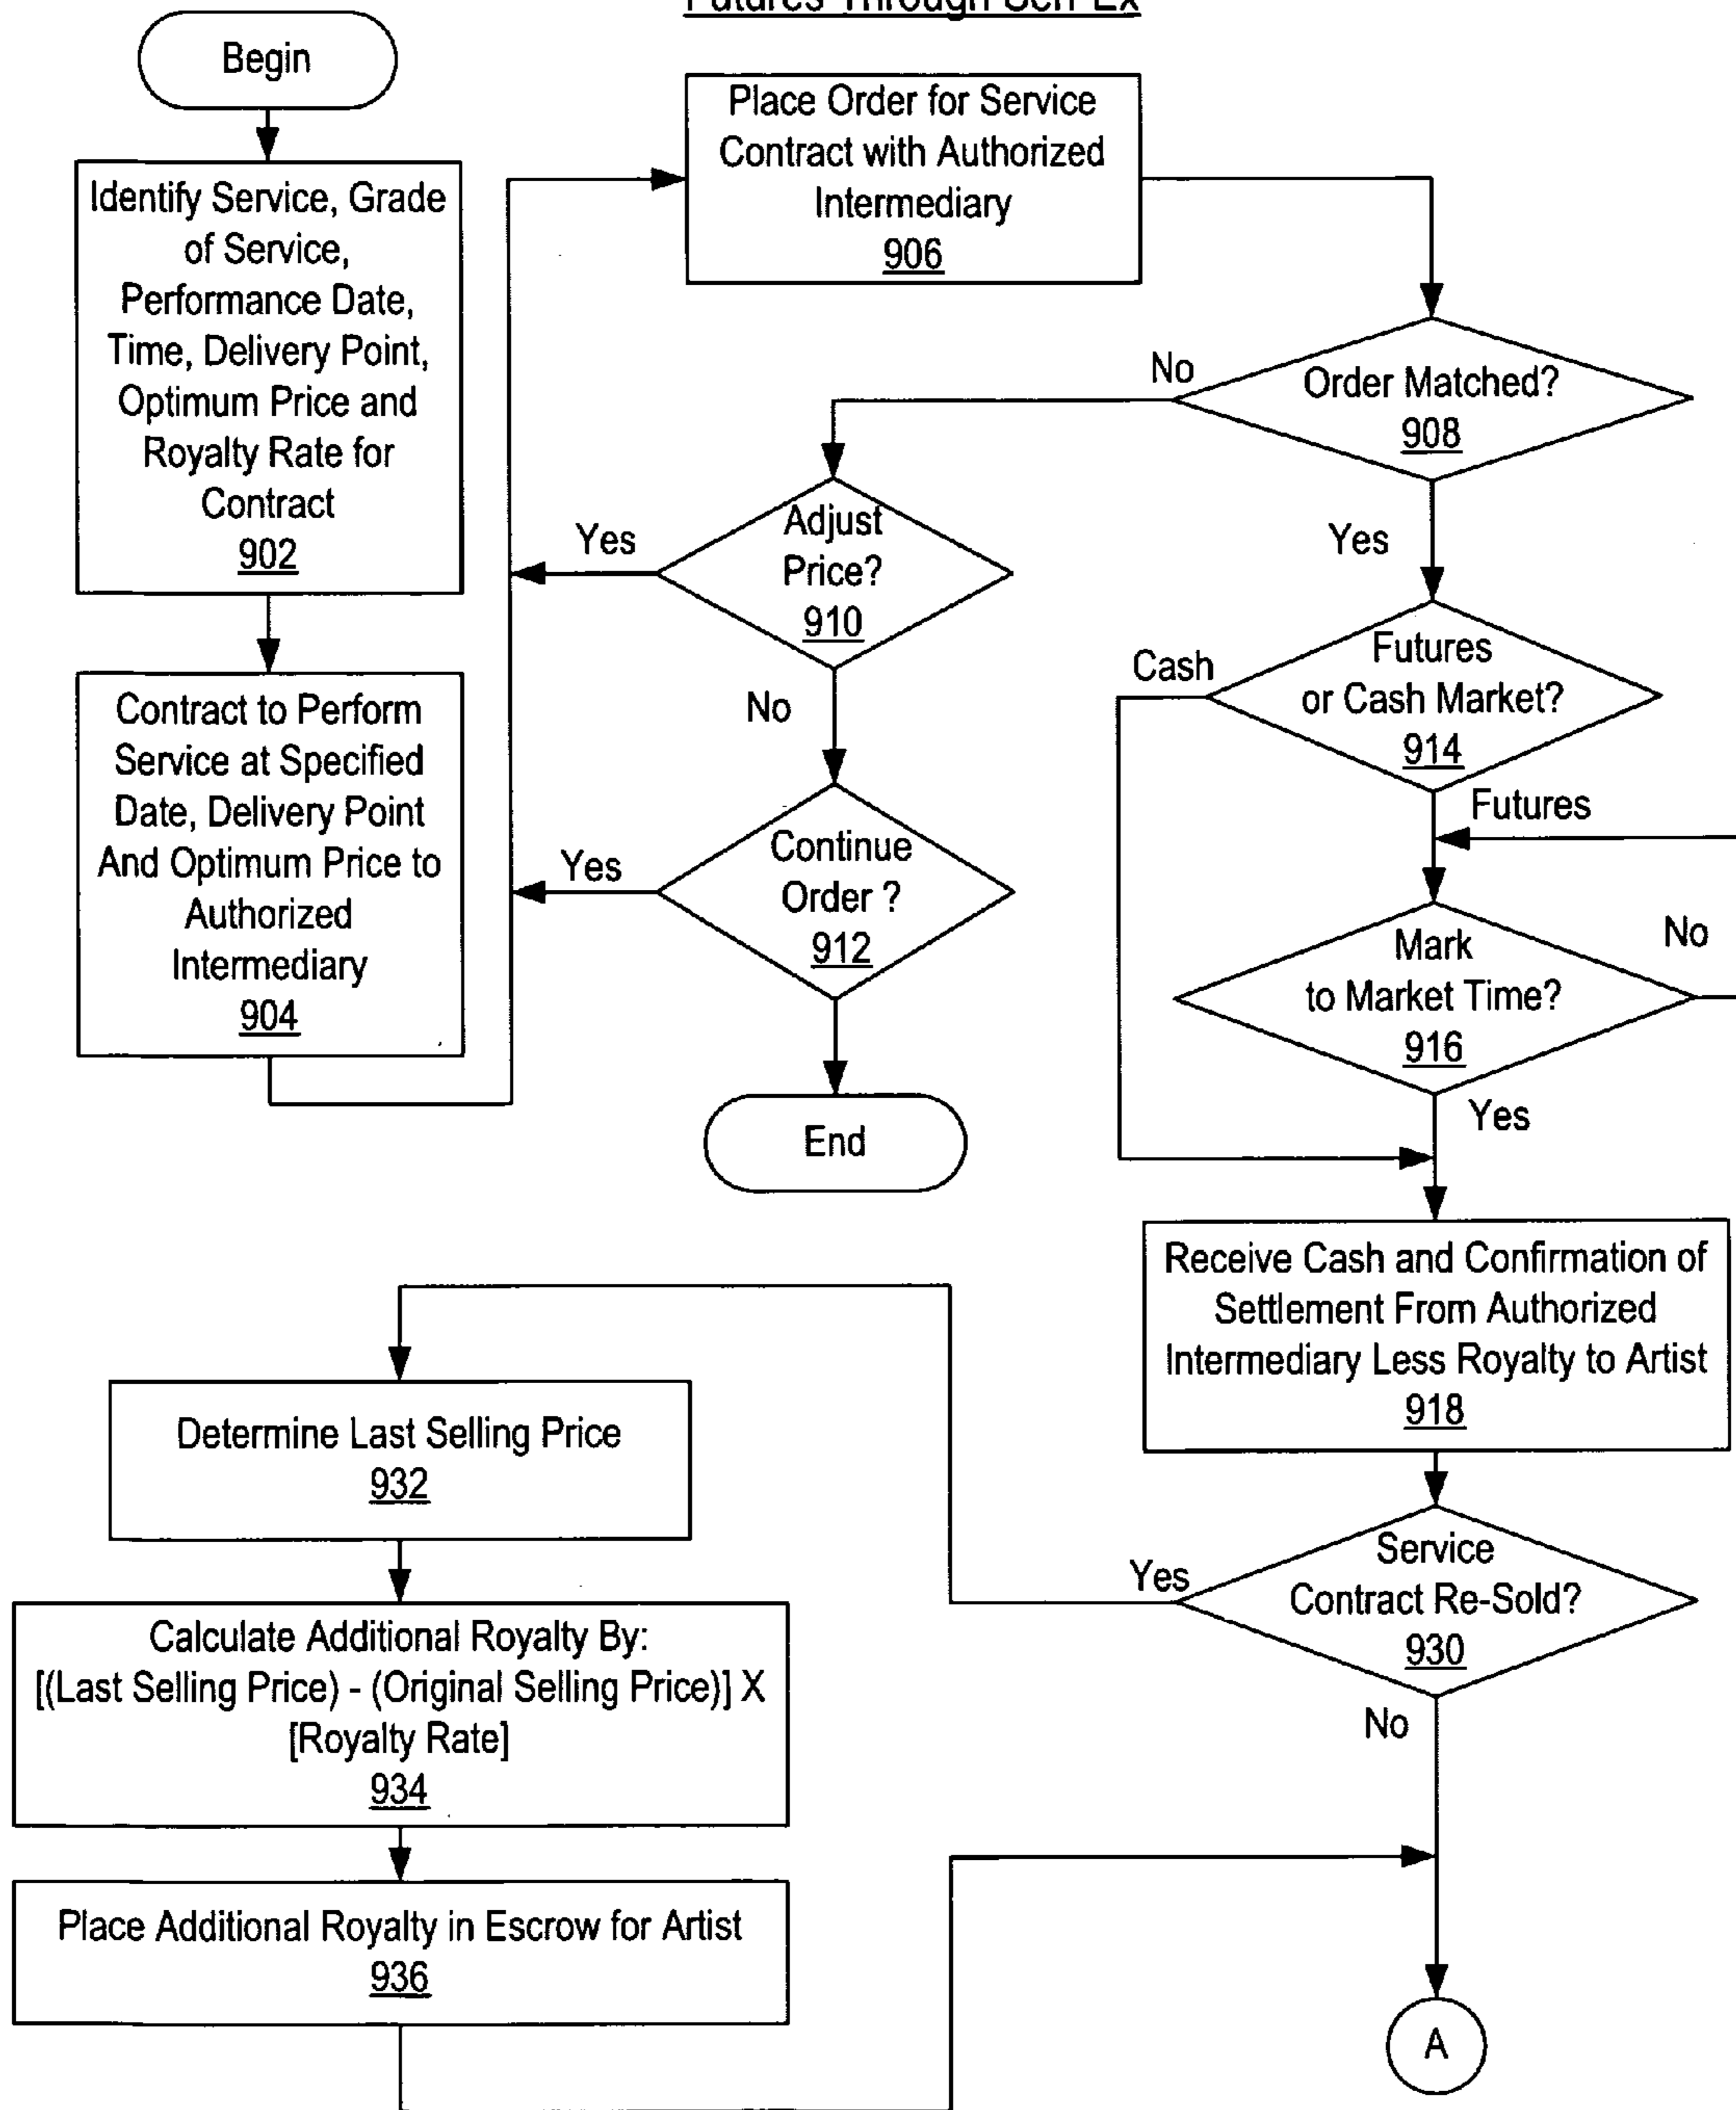 Futures Through Serv-Ex
Begin
Identify Service, Grade
of Service,
Performance Date,
Time, Delivery Point,
Optimum Price and
Royalty Rate for
Contract
902
Contract to Perform
Service at Specified
Date, Delivery Point
And Optimum Price to
Authorized
Intermediary
904
Place Order for Service
Contract with Authorized
Intermediary
906
Order Matched?
908
No
Yes
Adjust
Price?
910
Yes
No
Continue
Order ?
912
Yes
End
Futures
or Cash Market?
914
Cash
Futures
Mark
to Market Time?
916
No
Yes
Receive Cash and Confirmation of
Settlement From Authorized
Intermediary Less Royalty to Artist
918
Service
Contract Re-Sold?
930
Yes
No
Determine Last Selling Price
932
Calculate Additional Royalty By:
[(Last Selling Price) - (Original Selling Price)] X
[Royalty Rate]
934
Place Additional Royalty in Escrow for Artist
936
A